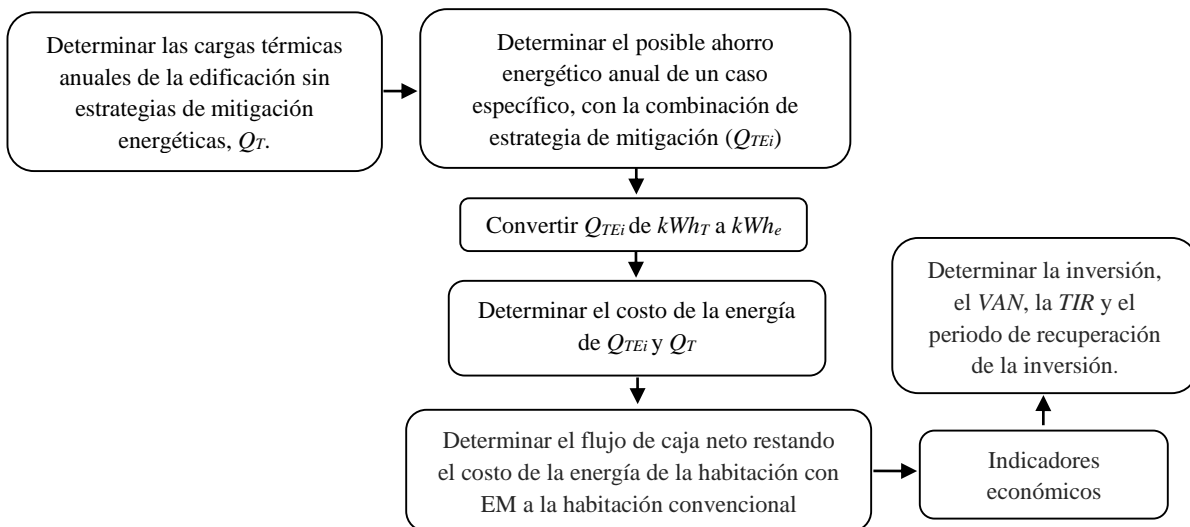 Determinar las cargas térmicas
anuales de la edificación sin
estrategias de mitigación
energéticas, QT.
Determinar el posible ahorro
energético anual de un caso
específico, con la combinación de
estrategia de mitigación (QTEi)
Convertir QTEi de kWhT a kWhe
Determinar el costo de la energía
de QTEi y QT
Determinar el flujo de caja neto restando
el costo de la energía de la habitación con
EM a la habitación convencional
Indicadores
económicos
Determinar la inversión,
el VAN, la TIR y el
periodo de recuperación
de la inversión.